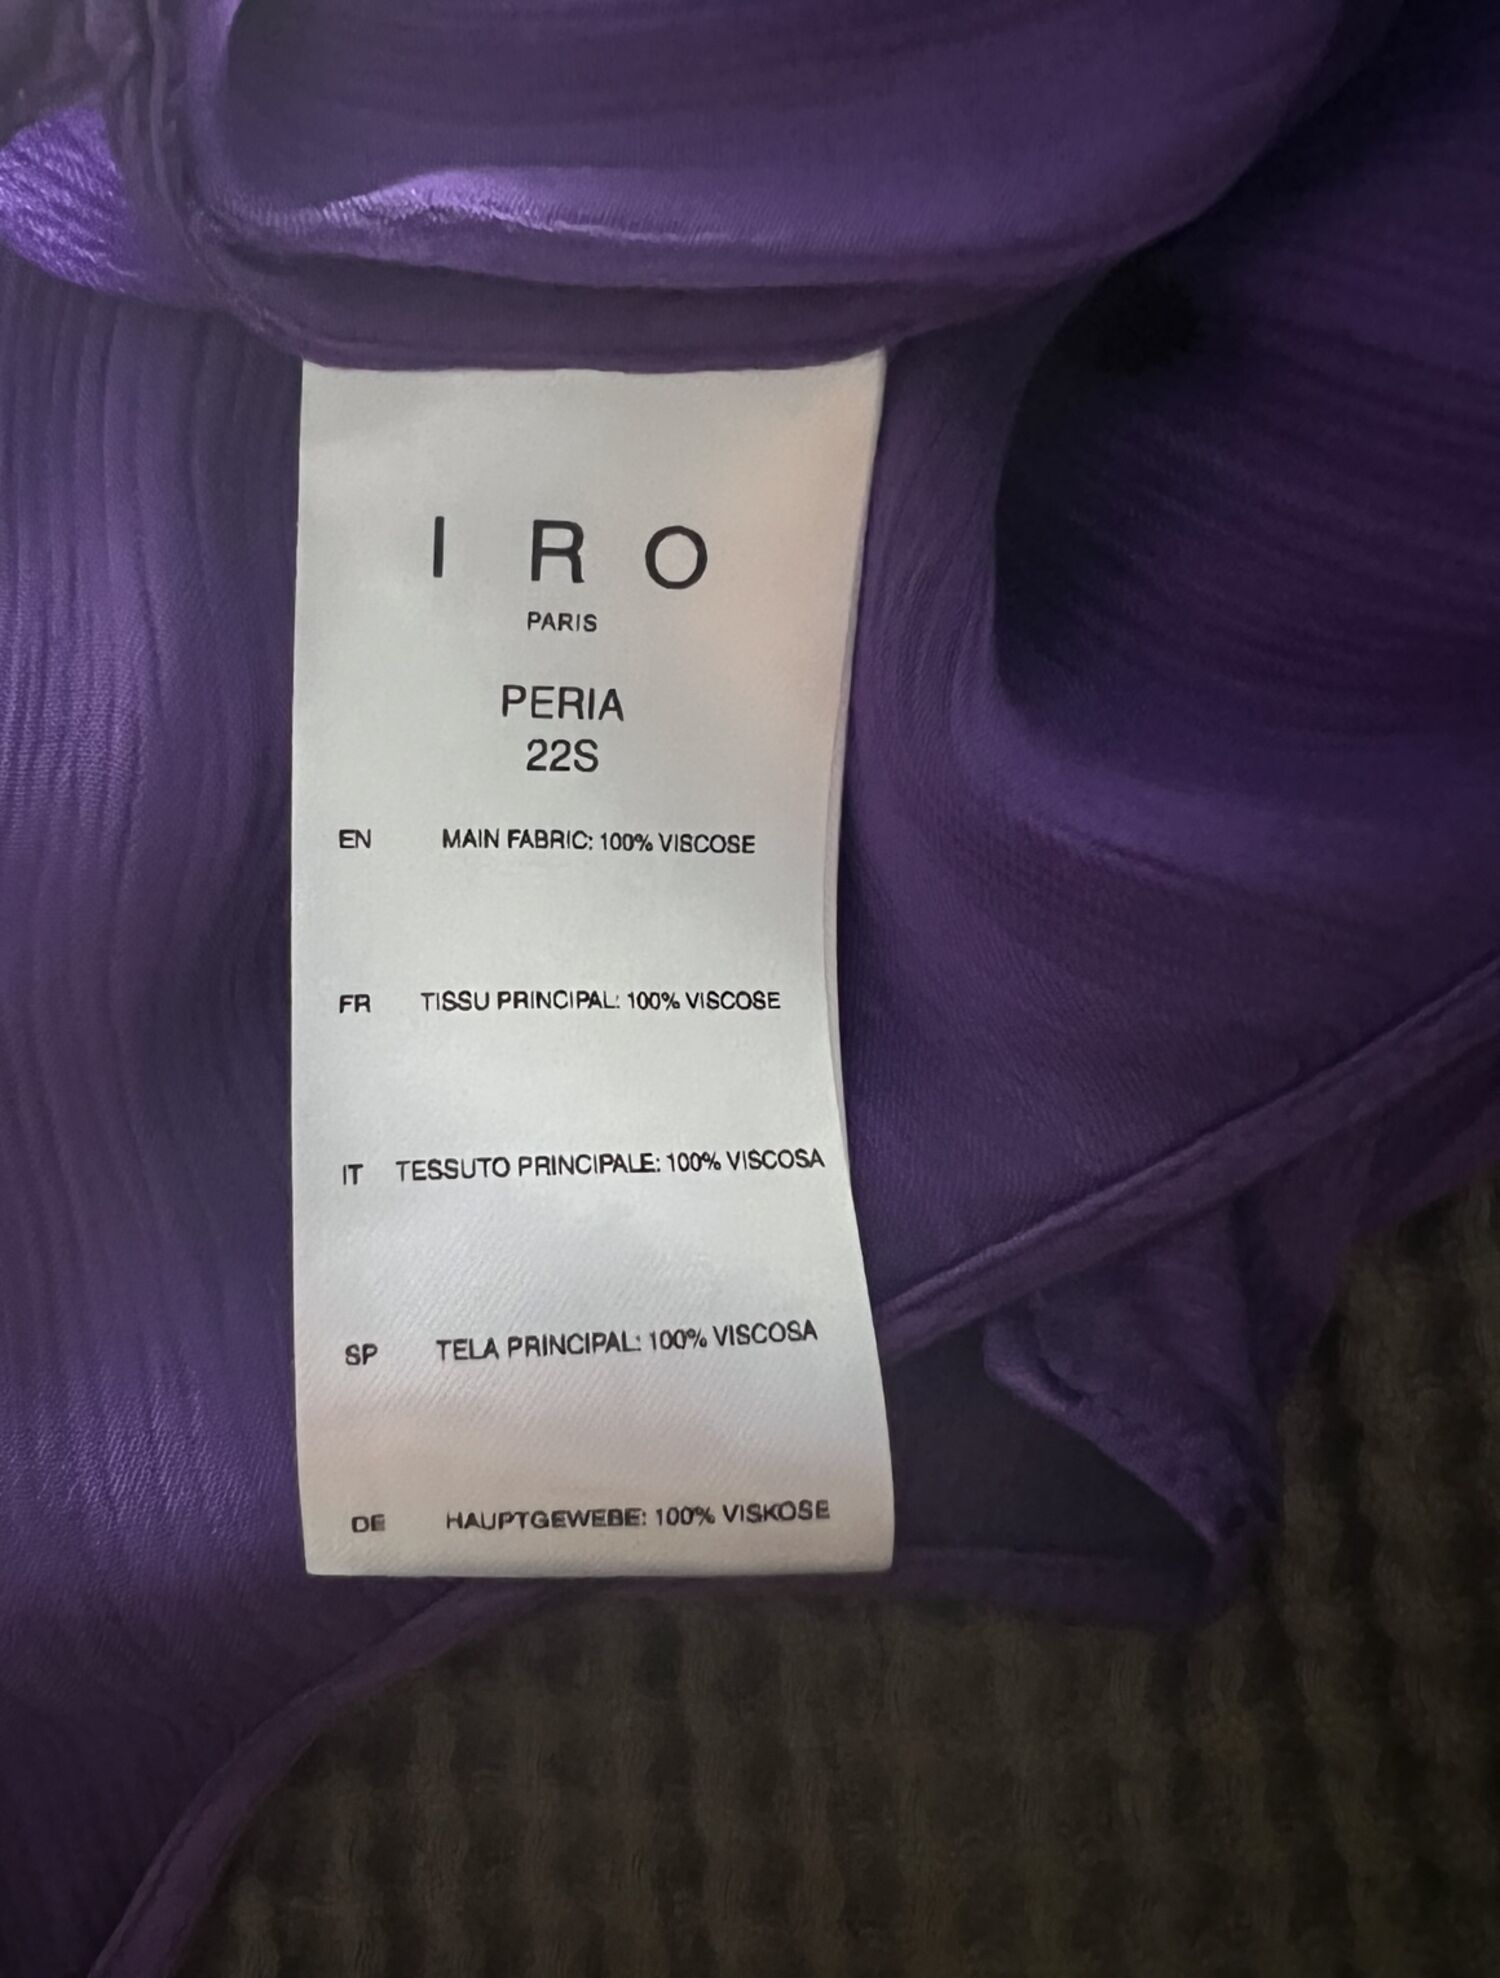 I R O
PARIS
PERIA
22S
EN MAIN FABRIC: 100% VISCOSE
FR TISSU PRINCIPAL: 100% VISCOSE
IT TESSUTO PRINCIPALE: 100% VISCOSA
SP TELA PRINCIPAL: 100% VISCOSA
DE HAUPTGEWEBE: 100% VISKOSE